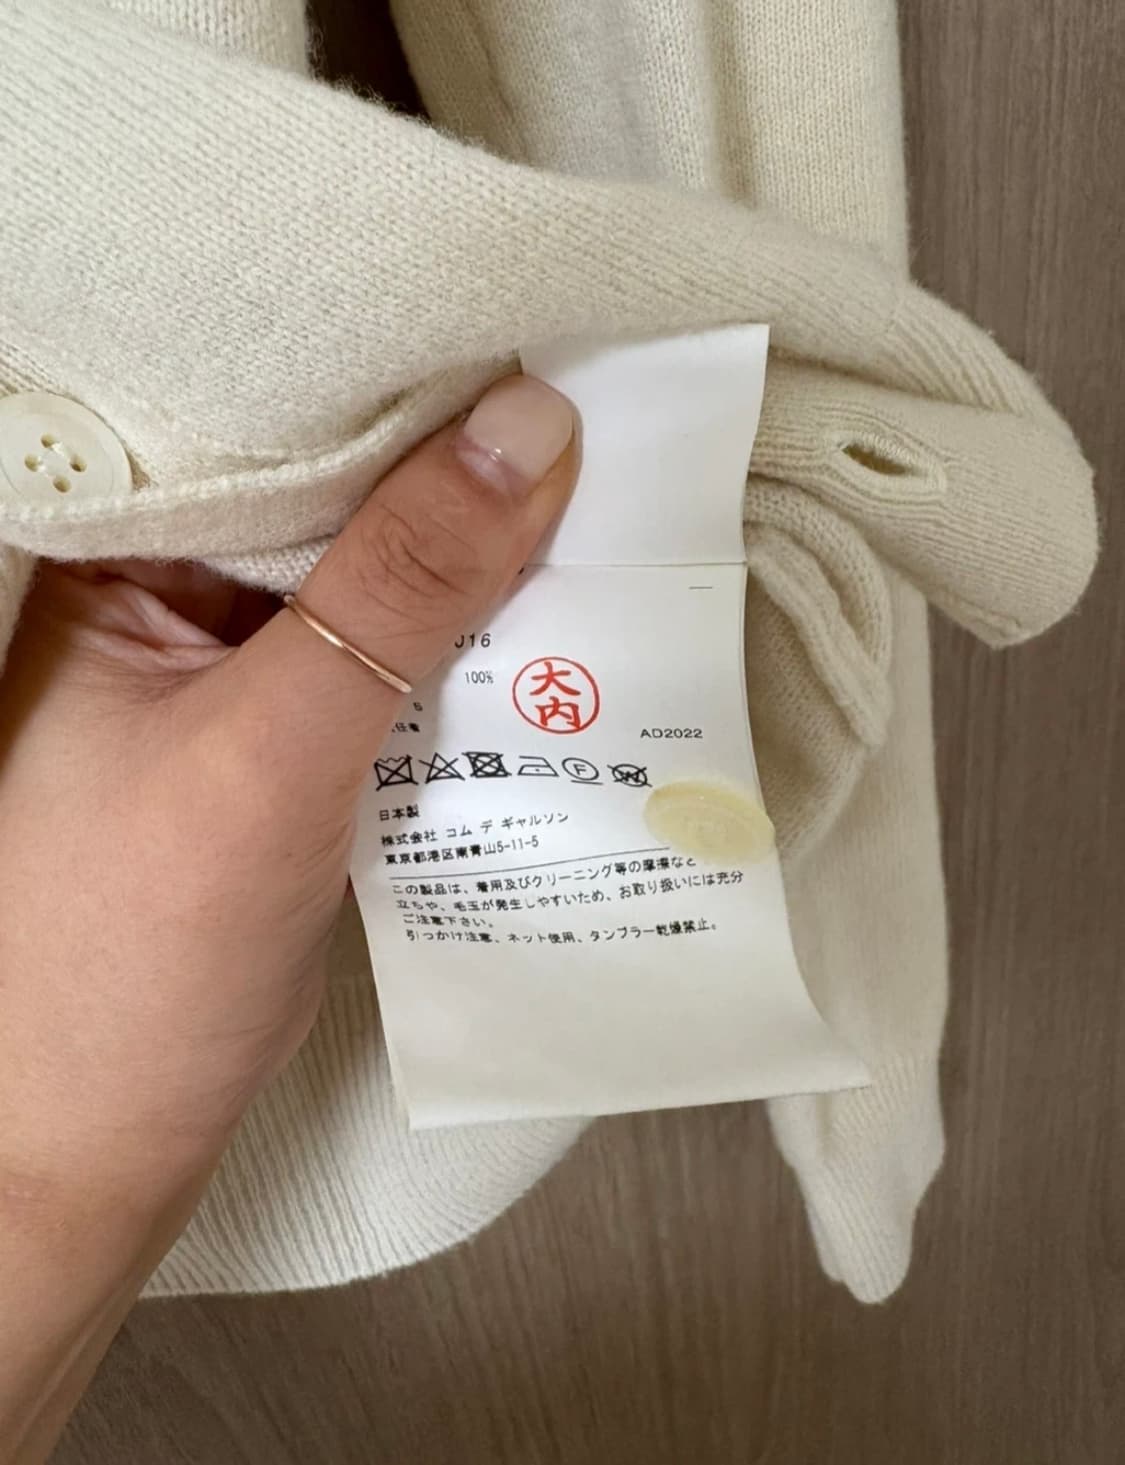 J16
100%
大内
S
任着
AD2022
F
W
日本製
株式会社 コム デ ギャルソン
東京都港区南青山5-11-5
この製品は、着用及びクリーニング等の摩擦など
立ちや、毛玉が発生しやすいため、お取り扱いには充分
ご注意下さい。
引っかけ注意、ネット使用、タンブラー乾燥禁止。